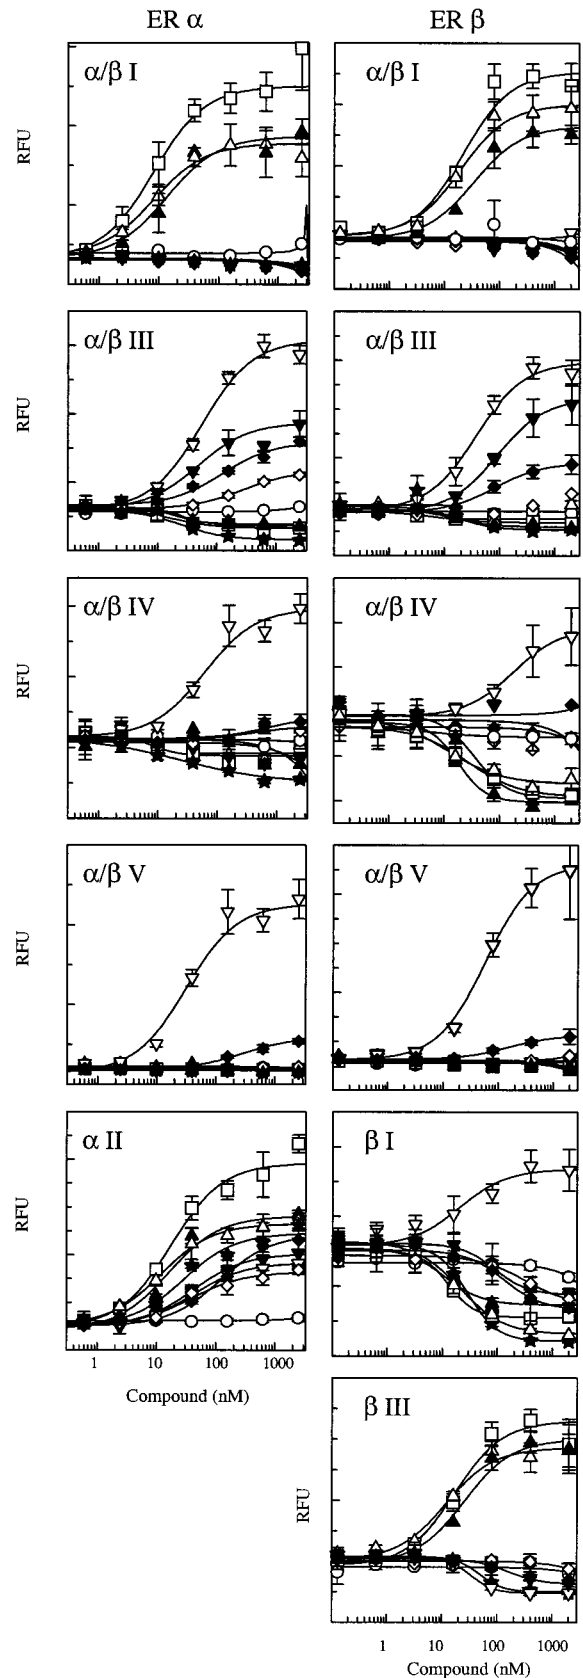 ER α ER β
α/β I α/β I
RFU
α/β III α/β III
RFU
α/β IV α/β IV
RFU
α/β V α/β V
RFU
α II β I
RFU
1 10 100 1000
Compound (nM)
β III
RFU
1 10 100 1000
Compound (nM)